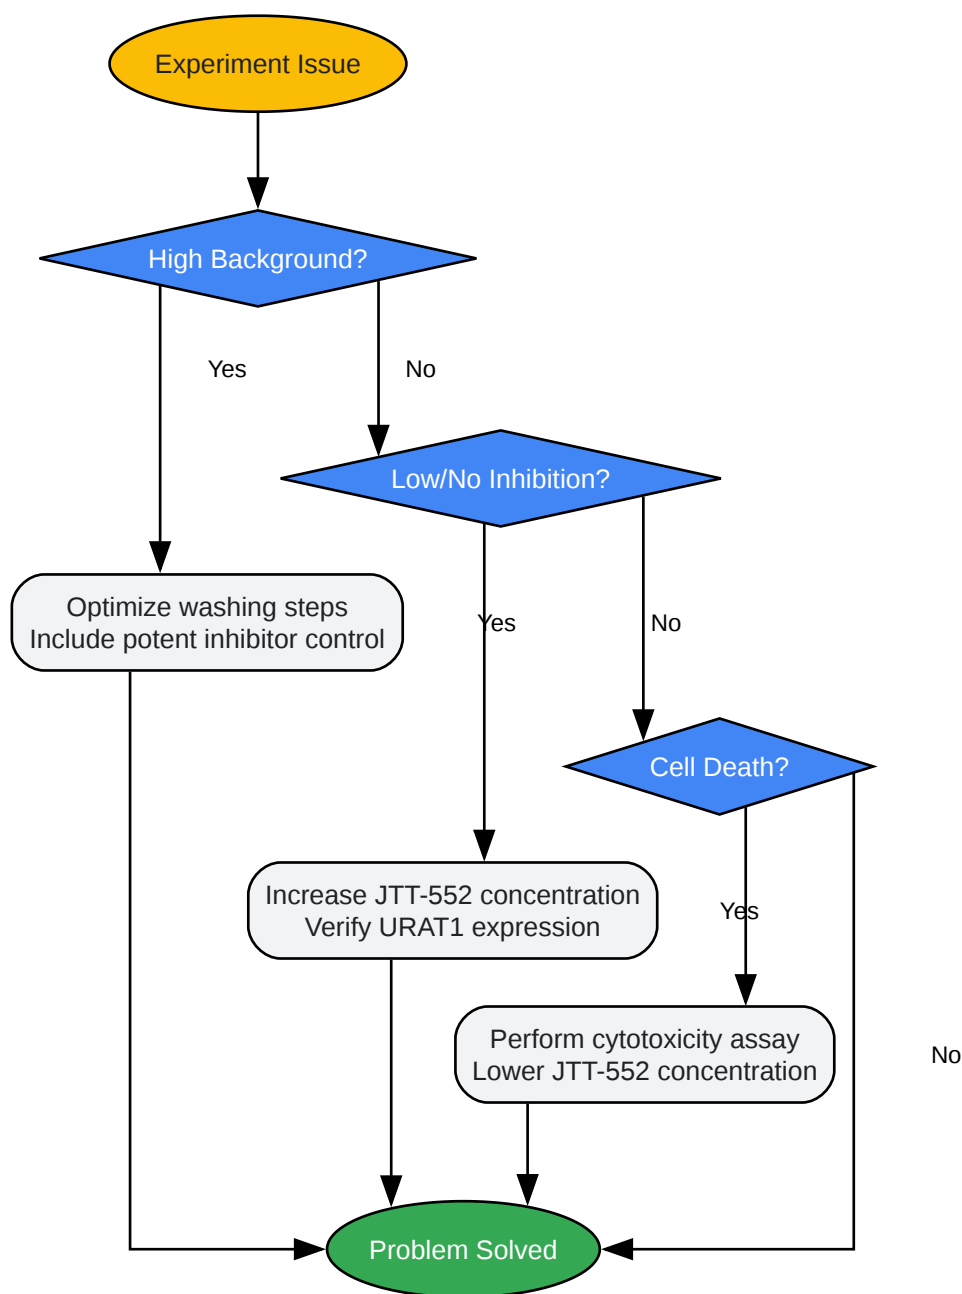 Experiment Issue
High Background?
Yes
No
Low/No Inhibition?
Optimize washing steps
Include potent inhibitor control
Yes
No
Cell Death?
Increase JTT-552 concentration
Verify URAT1 expression
Yes
Perform cytotoxicity assay
Lower JTT-552 concentration
No
Problem Solved